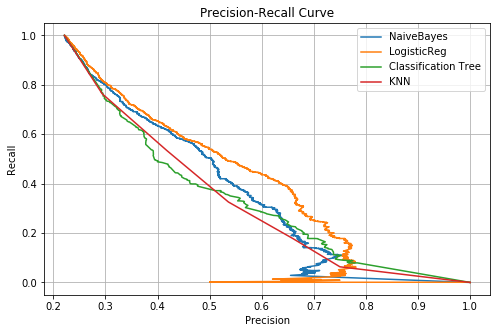 Precision-Recall Curve
NaiveBayes
LogisticReg
Classification Tree
KNN
Recall
1.0
0.8
0.6
0.4
0.2
0.0
0.2 0.3 0.4 0.5 0.6 0.7 0.8 0.9 1.0
Precision